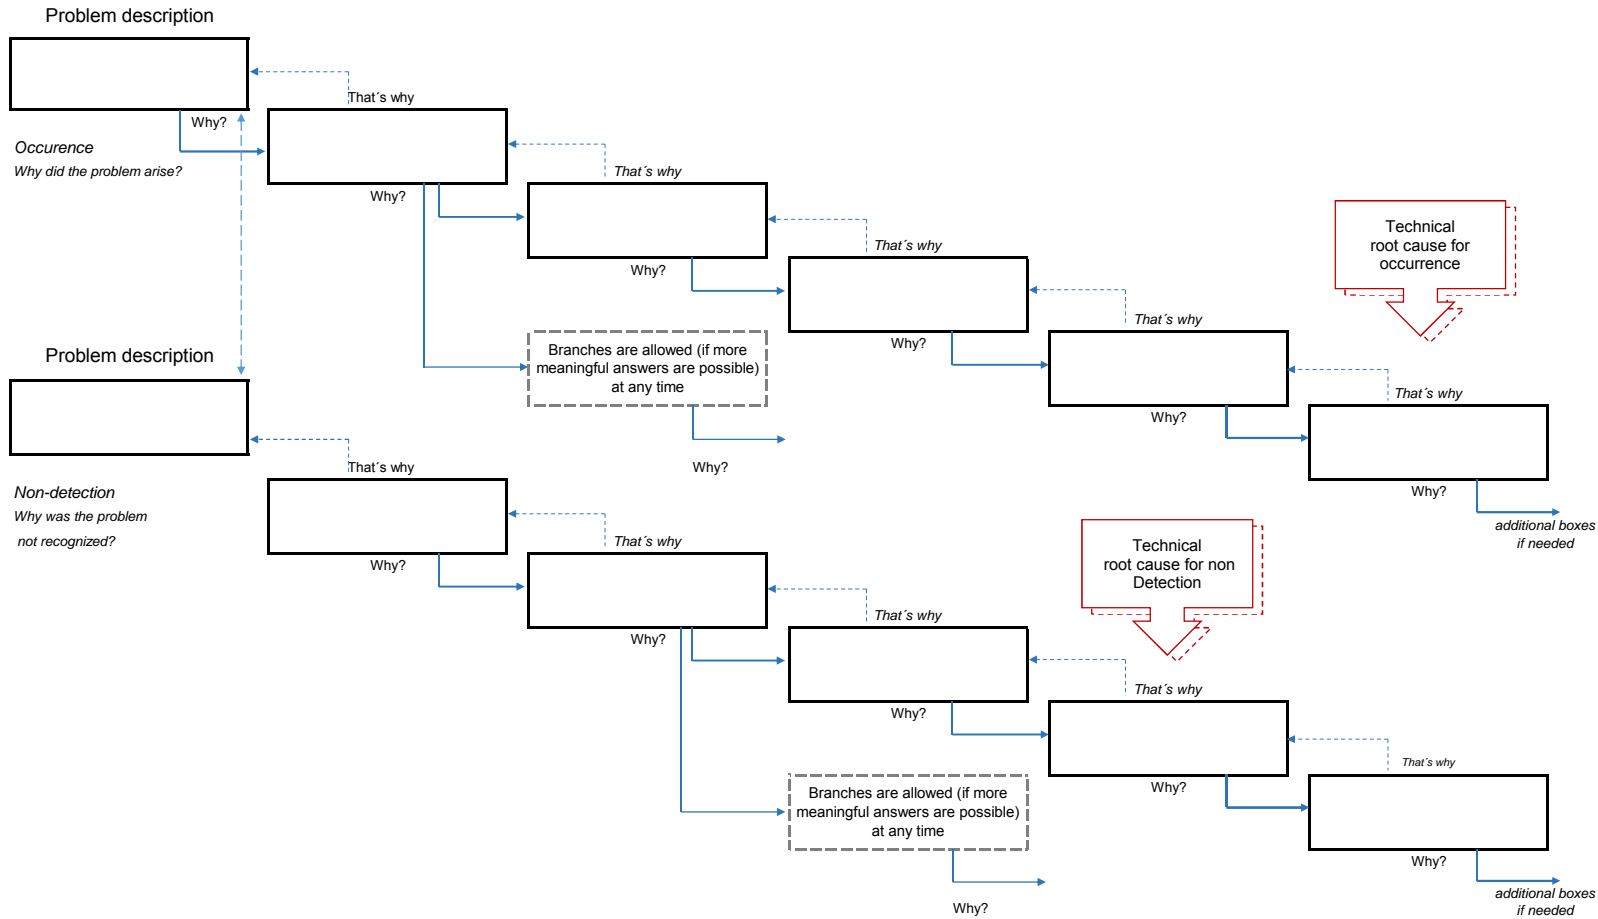 Problem description
That´s why
Why?
Occurence
Why did the problem arise?
That´s why
Why?
Technical
root cause for
occurrence
That´s why
Why?
That´s why
Why?
Branches are allowed (if more
meaningful answers are possible)
at any time
Why?
That´s why
Why?
additional boxes
if needed
Problem description
That´s why
Non-detection
Why was the problem
not recognized?
That´s why
Why?
Technical
root cause for non
Detection
That´s why
Why?
That´s why
Why?
That's why
Why?
Branches are allowed (if more
meaningful answers are possible)
at any time
Why?
Why?
additional boxes
if needed